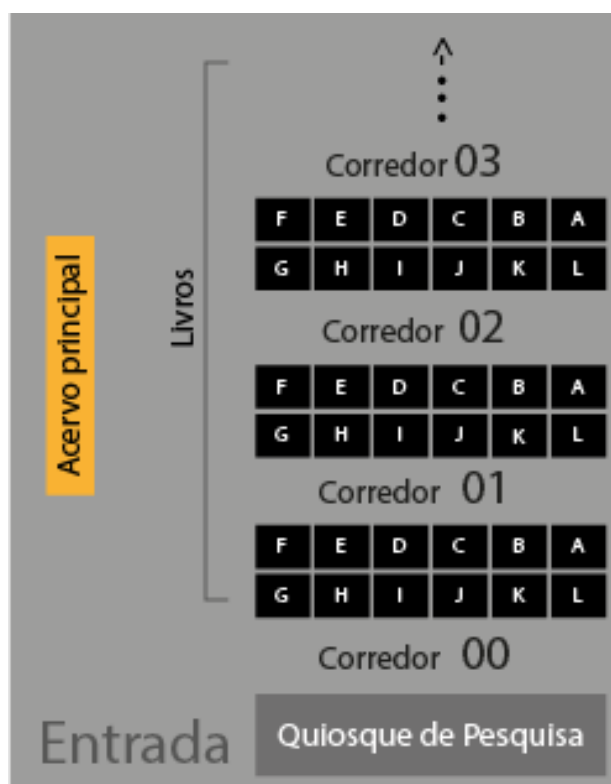 Corredor 03
F E D C B A
G H I J K L
Corredor 02
F E D C B A
G H I J K L
Corredor 01
F E D C B A
G H I J K L
Corredor 00
Livros
Acervo principal
Entrada
Quiosque de Pesquisa